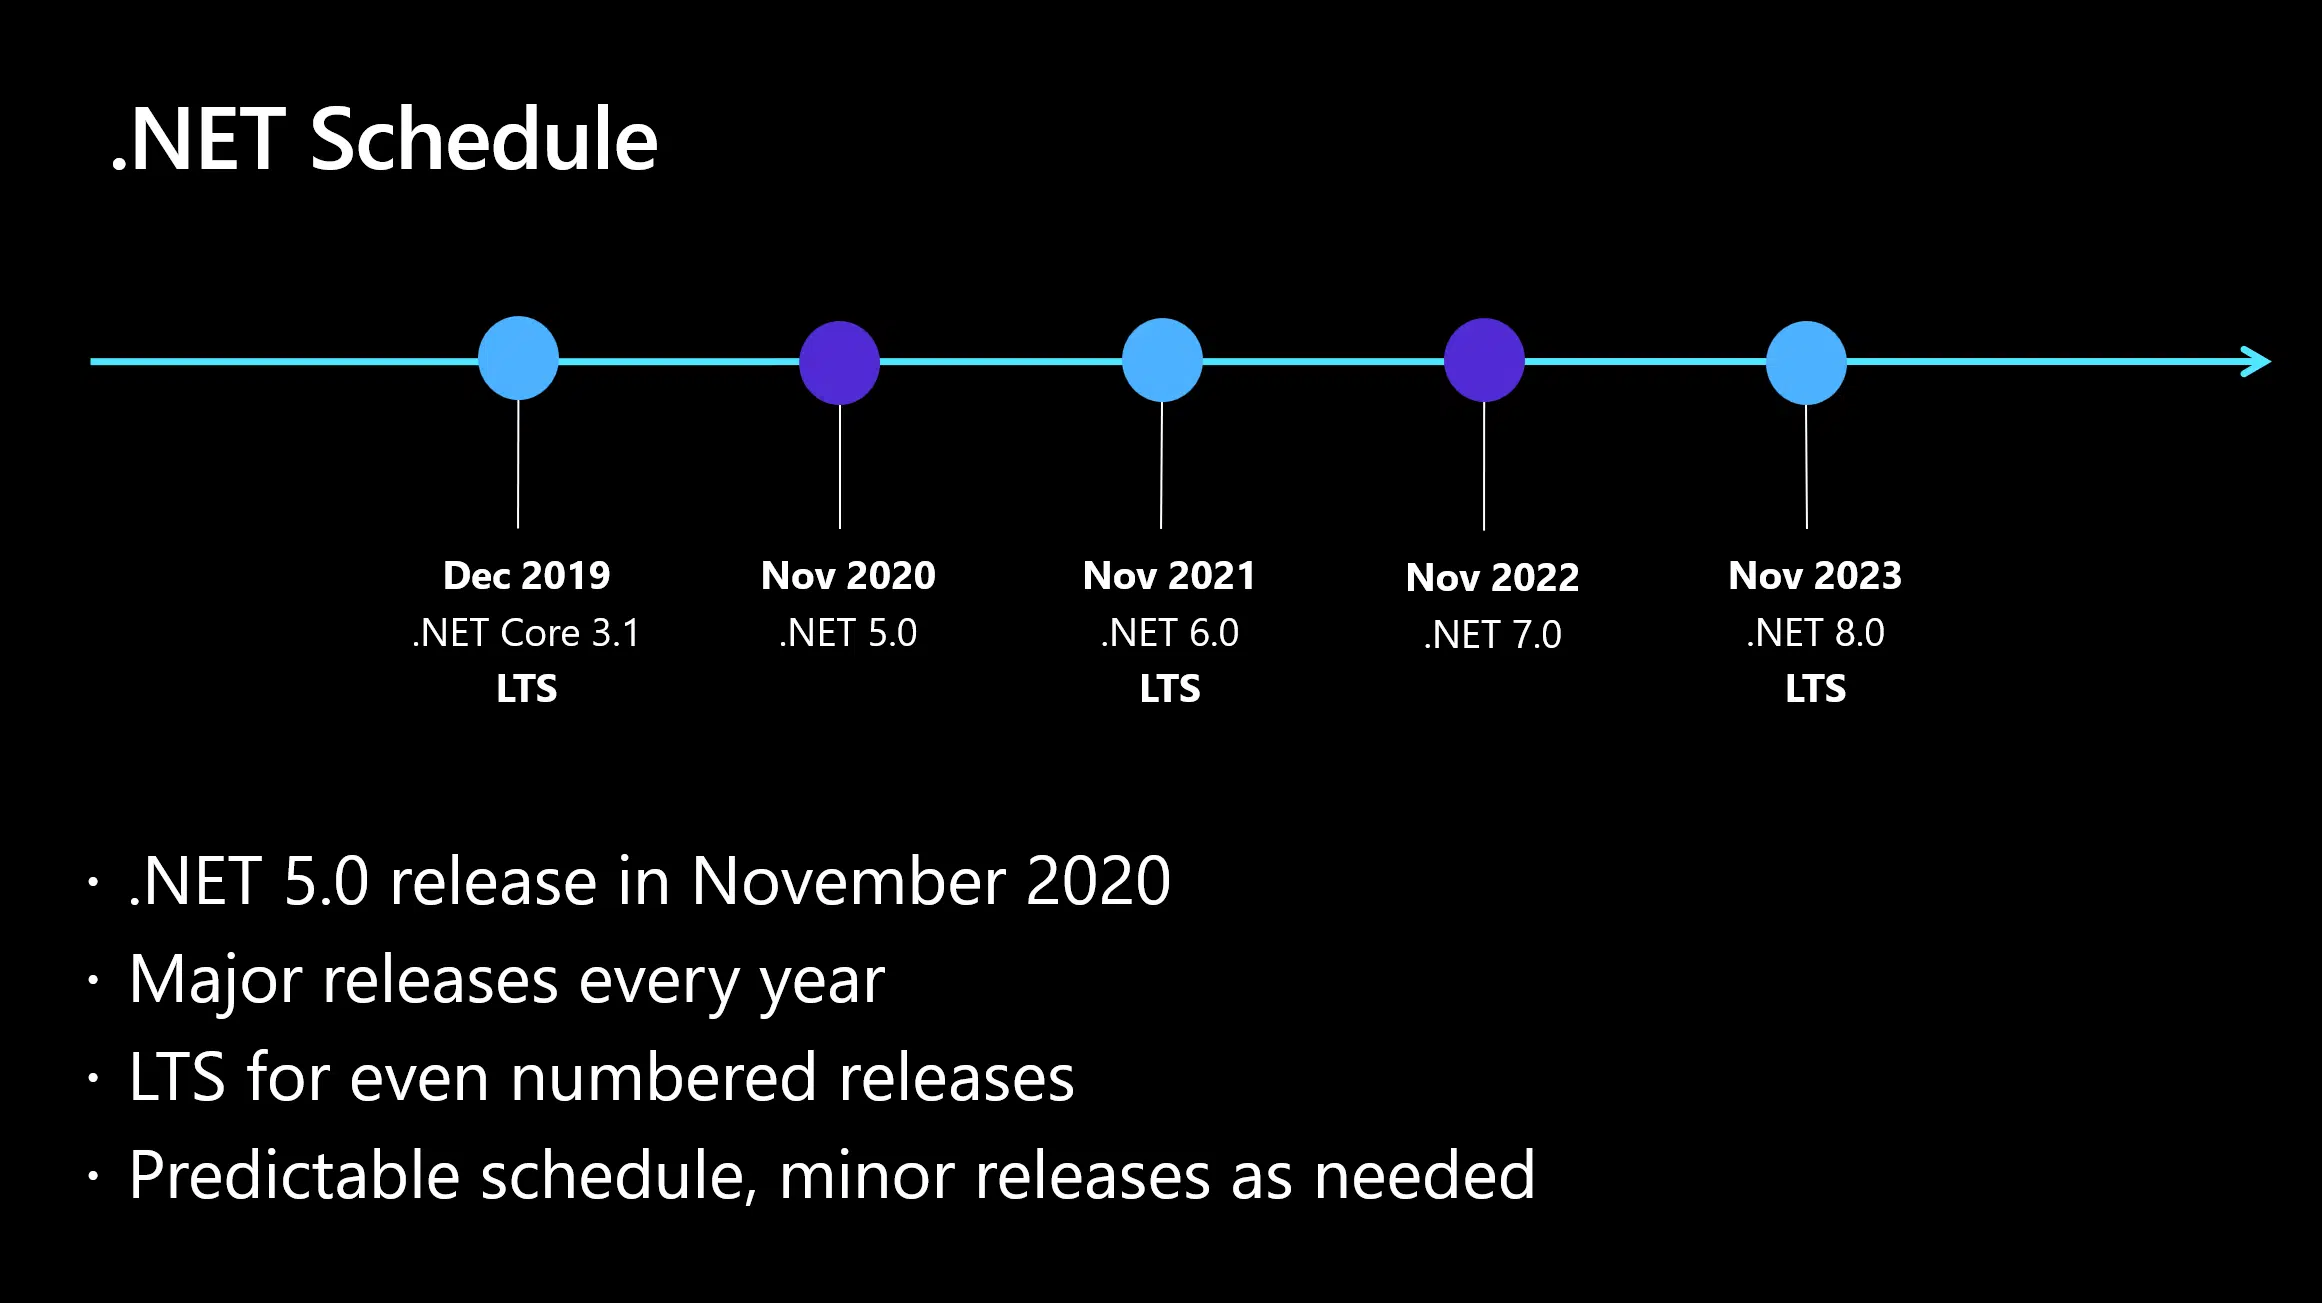 .NET Schedule
Dec 2019
.NET Core 3.1
LTS
Nov 2020
.NET 5.0
Nov 2021
.NET 6.0
LTS
Nov 2022
.NET 7.0
Nov 2023
.NET 8.0
LTS
· .NET 5.0 release in November 2020
· Major releases every year
· LTS for even numbered releases
· Predictable schedule, minor releases as needed